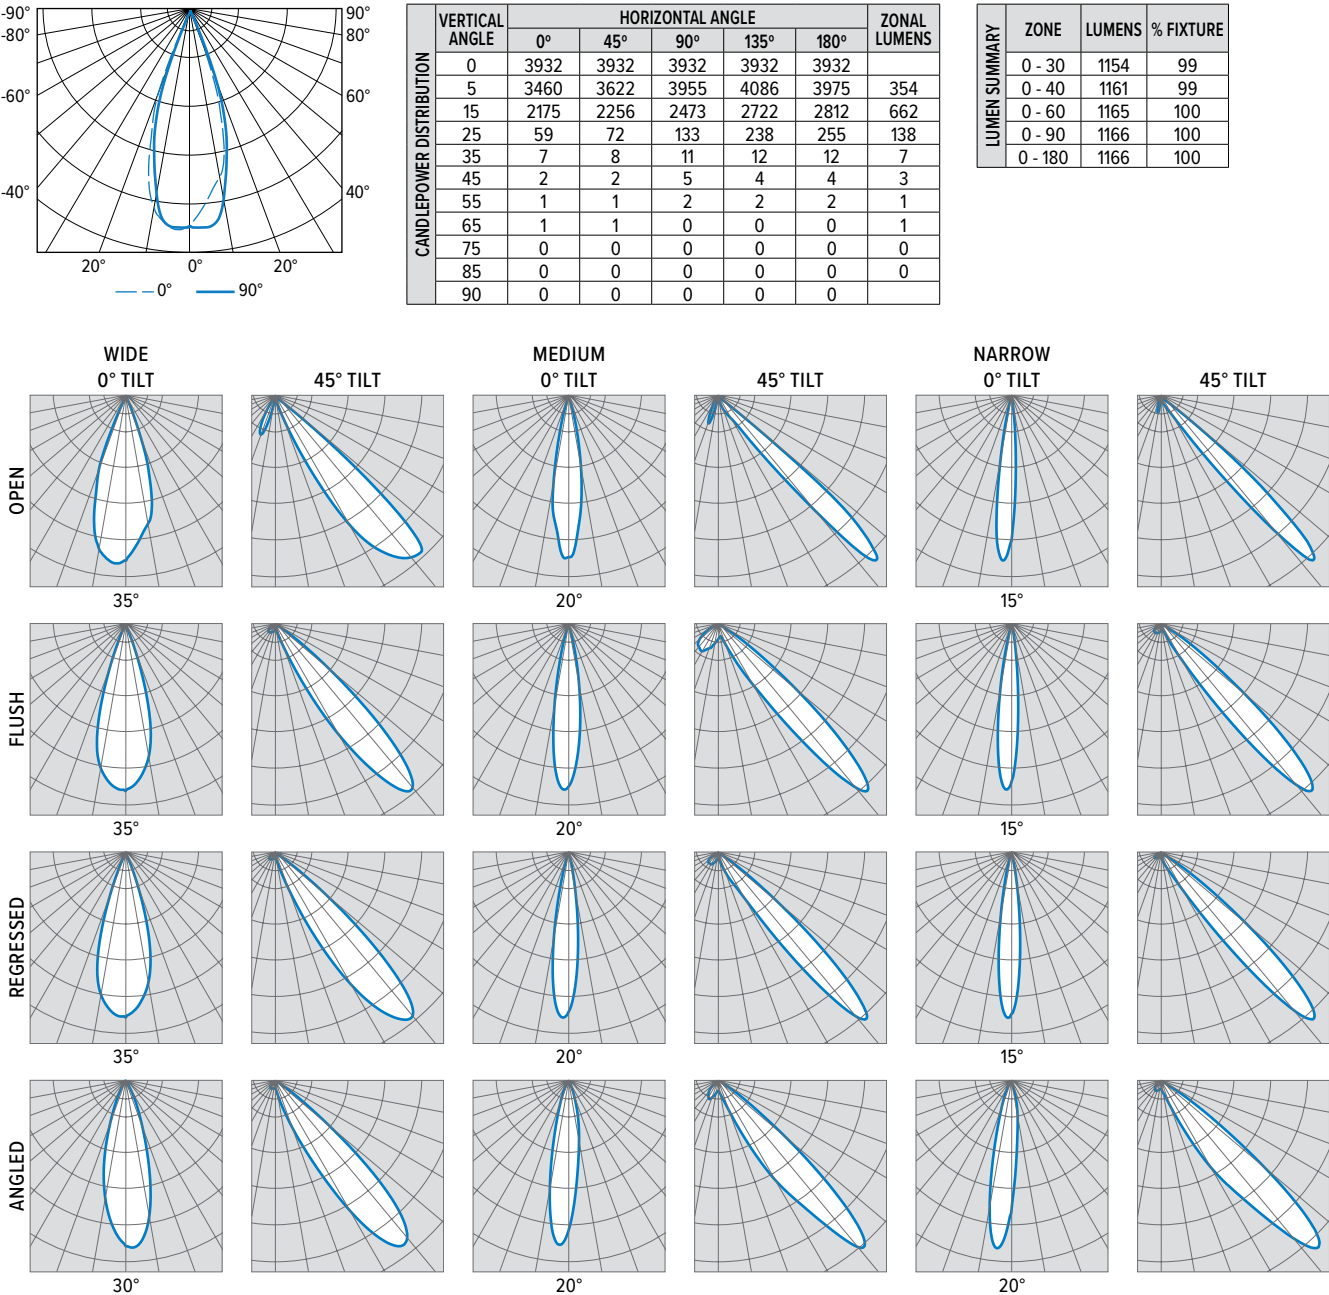 -90°
-80°
-60°
-40°
90°
80°
60°
40°
20° 0° 20°
0° 90°
CANDLEPOWER DISTRIBUTION
VERTICAL ANGLE HORIZONTAL ANGLE ZONAL LUMENS
0° 45° 90° 135° 180°
0 3932 3932 3932 3932 3932
5 3460 3622 3955 4086 3975 354
15 2175 2256 2473 2722 2812 662
25 59 72 133 238 255 138
35 7 8 11 12 12 7
45 2 2 5 4 4 3
55 1 1 2 2 2 1
65 1 1 0 0 0 1
75 0 0 0 0 0 0
85 0 0 0 0 0 0
90 0 0 0 0 0
LUMEN SUMMARY
ZONE LUMENS % FIXTURE
0 - 30 1154 99
0 - 40 1161 99
0 - 60 1165 100
0 - 90 1166 100
0 - 180 1166 100
WIDE MEDIUM NARROW
0° TILT 45° TILT 0° TILT 45° TILT 0° TILT 45° TILT
OPEN
35° 20° 15°
FLUSH
35° 20° 15°
REGRESSED
35° 20° 15°
ANGLED
30° 20° 20°